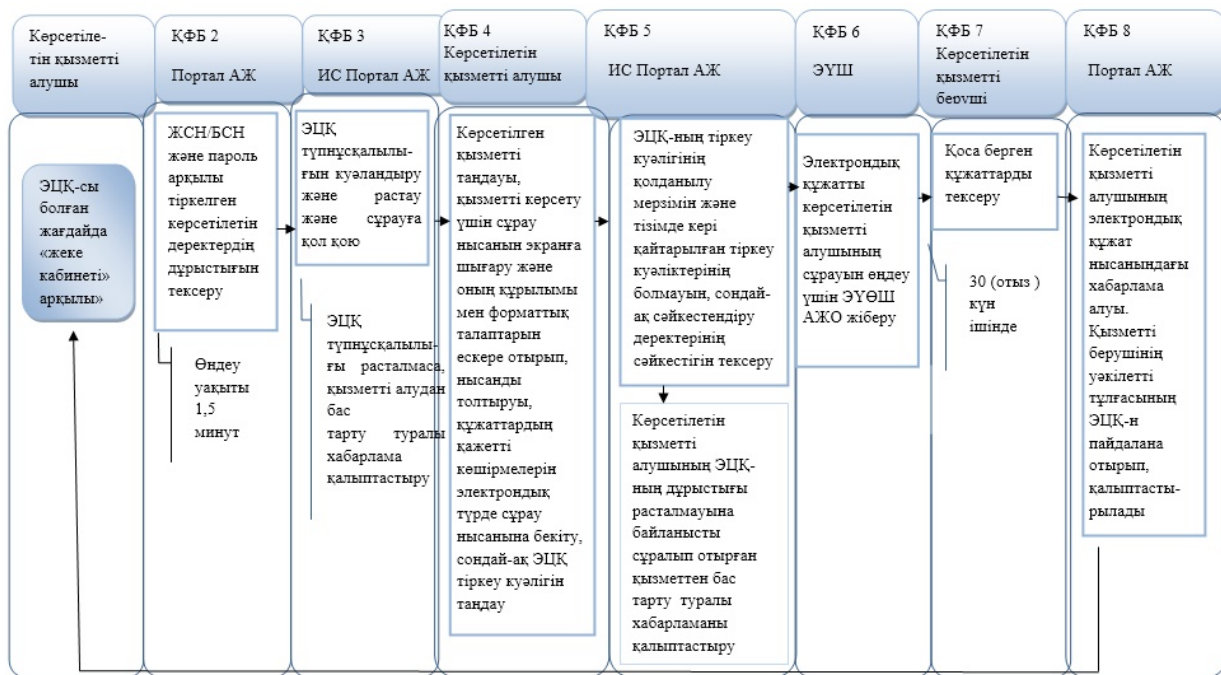 Көрсетіле-
тін қызметті
алушы
ҚФБ 2
Портал АЖ
ҚФБ 3
ИС Портал АЖ
ҚФБ 4
Көрсетілетін
қызметті алушы
ҚФБ 5
ИС Портал АЖ
ҚФБ 6
ЭҮШ
ҚФБ 7
Көрсетілетін
қызметті
беруші
ҚФБ 8
Портал АЖ
ЭЦҚ-сы
болған
жағдайда
«жеке
кабинеті»
арқылы»
ЖСН/БСН
және пароль
арқылы
тіркелген
көрсетілетін
деректердің
дұрыстығын
тексеру
Өңдеу
уақыты
1,5
минут
ЭЦҚ
түпнұсқалылы-
ғын куәландыру
және растау
және сұрауға
қол қою
ЭЦҚ
түпнұсқалылы-
ғы расталмаса,
қызметті алудан
бас
тарту туралы
хабарлама
қалыптастыру
Көрсетілген
қызметті
таңдауы,
қызметті көрсету
үшін сұрау
нысанын экранға
шығару және
оның құрылымы
мен форматтық
талаптарын
ескере отырып,
нысанды
толтыруы,
құжаттардың
қажетті
көшірмелерін
электрондық
түрде сұрау
нысанына бекіту,
сондай-ақ ЭЦҚ
тіркеу куәлігін
таңдау
ЭЦҚ-ның тіркеу
куәлігінің
қолданылу
мерзімін және
тізімде кері
қайтарылған тіркеу
куәліктерінің
болмауын, сондай-
ақ сәйкестендіру
деректерінің
сәйкестігін тексеру
Көрсетілетін
қызметті
алушының ЭЦҚ-
ның дұрыстығы
расталмауына
байланысты
сұралып отырған
қызметтен бас
тарту туралы
хабарламаны
қалыптастыру
Электрондық
құжатты
көрсетілетін
қызметті
алушының
сұрауын өңдеу
үшін ЭҮӨШ
АЖО жіберу
Қоса берген
құжаттарды
тексеру
30 (отыз )
күн
ішінде
Көрсетілетін
қызметті
алушының
электрондық
құжат
нысанындағы
хабарлама
алуы.
Қызметті
берушінің
уәкілетті
тұлғасының
ЭЦҚ-н
пайдалана
отырып,
қалыптасты-
рылады